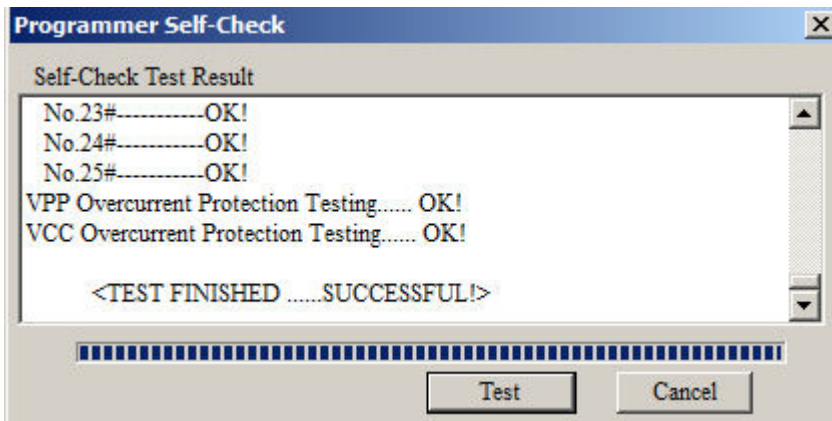 Programmer Self-Check
Self-Check Test Result
No.23#-----------OK!
No.24#-----------OK!
No.25#-----------OK!
VPP Overcurrent Protection Testing...... OK!
VCC Overcurrent Protection Testing...... OK!
<TEST FINISHED ......SUCCESSFUL!>
Test
Cancel